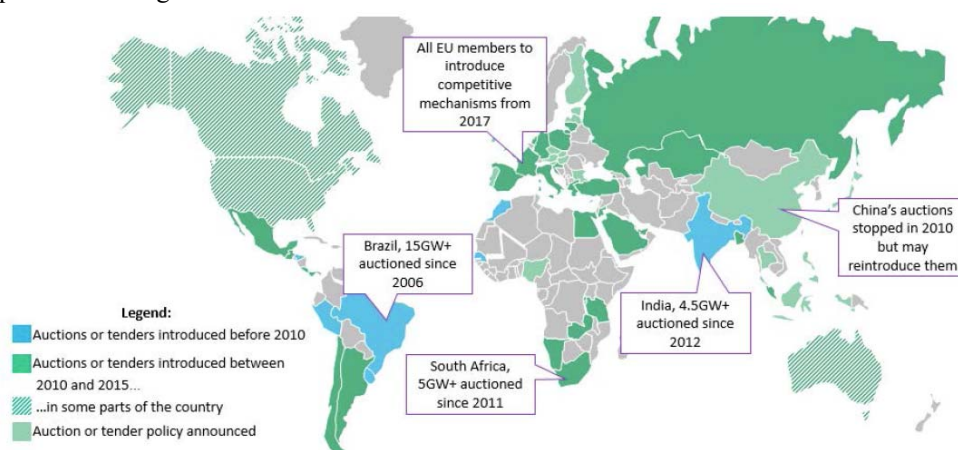 All EU members to
introduce
competitive
mechanisms from
2017
China's auctions
stopped in 2010
but may
reintroduce them
Brazil, 15GW+
auctioned since
2006
India, 4.5GW+
auctioned since
2012
South Africa,
5GW+ auctioned
since 2011
Legend:
Auctions or tenders introduced before 2010
Auctions or tenders introduced between
2010 and 2015...
...in some parts of the country
Auction or tender policy announced